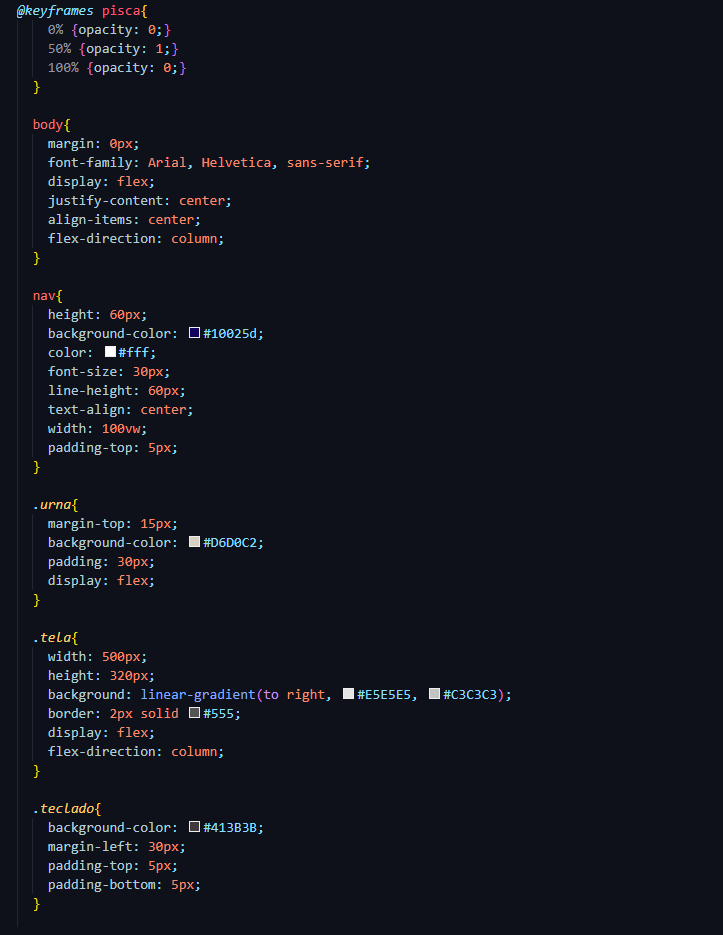 @keyframes pisca{
0% {opacity: 0;}
50% {opacity: 1;}
100% {opacity: 0;}
}
body{
margin: 0px;
font-family: Arial, Helvetica, sans-serif;
display: flex;
justify-content: center;
align-items: center;
flex-direction: column;
}
nav{
height: 60px;
background-color: #10025d;
color: #fff;
font-size: 30px;
line-height: 60px;
text-align: center;
width: 100vw;
padding-top: 5px;
}
.urna{
margin-top: 15px;
background-color: #D6D0C2;
padding: 30px;
display: flex;
}
.tela{
width: 500px;
height: 320px;
background: linear-gradient(to right, #E5E5E5, #C3C3C3);
border: 2px solid #555;
display: flex;
flex-direction: column;
}
.teclado{
background-color: #413B3B;
margin-left: 30px;
padding-top: 5px;
padding-bottom: 5px;
}